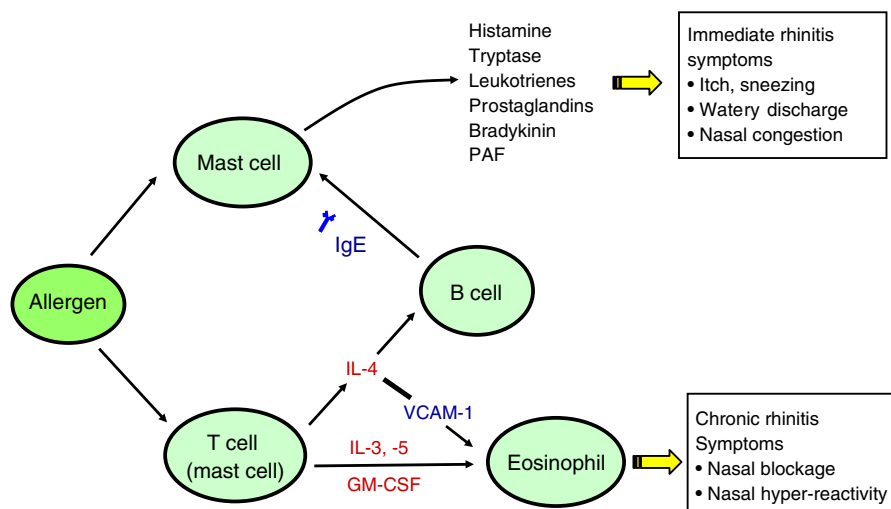 Histamine
Tryptase
Leukotrienes
Prostaglandins
Bradykinin
PAF
Immediate rhinitis
symptoms
• Itch, sneezing
• Watery discharge
• Nasal congestion
Mast cell
IgE
B cell
Allergen
IL-4
VCAM-1
T cell
(mast cell)
IL-3, -5
GM-CSF
Eosinophil
Chronic rhinitis
Symptoms
• Nasal blockage
• Nasal hyper-reactivity